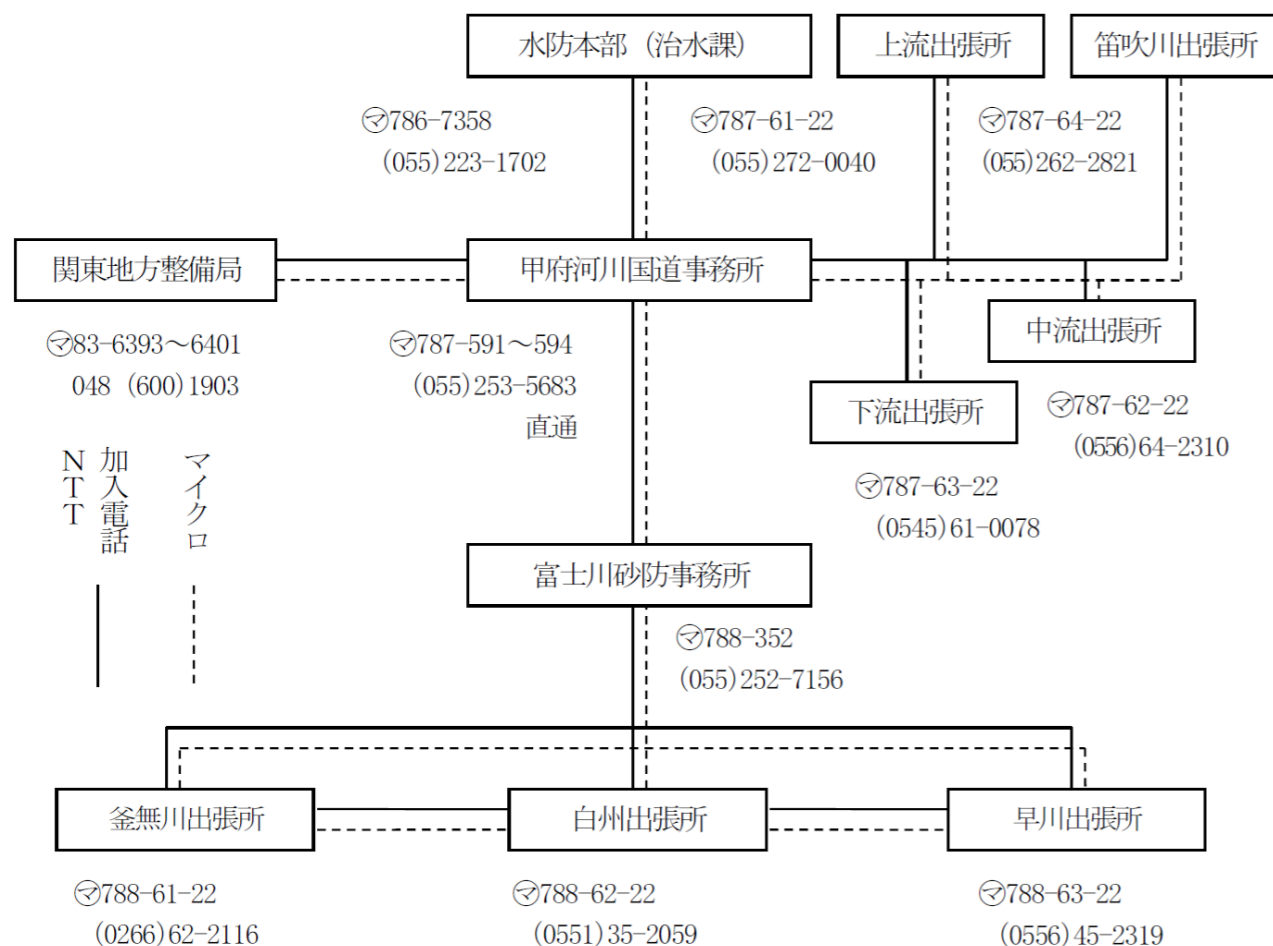 水防本部（治水課）
上流出張所
笛吹川出張所
㋮786-7358
(055)223-1702
㋮787-61-22
(055)272-0040
㋮787-64-22
(055)262-2821
関東地方整備局
甲府河川国道事務所
中流出張所
㋮83-6393～6401
048 (600)1903
㋮787-591～594
(055)253-5683
直通
下流出張所
㋮787-62-22
(0556)64-2310
㋮787-63-22
(0545)61-0078
NTT
加入電話
マイクロ
富士川砂防事務所
㋮788-352
(055)252-7156
釜無川出張所
白州出張所
早川出張所
㋮788-61-22
(0266)62-2116
㋮788-62-22
(0551)35-2059
㋮788-63-22
(0556)45-2319